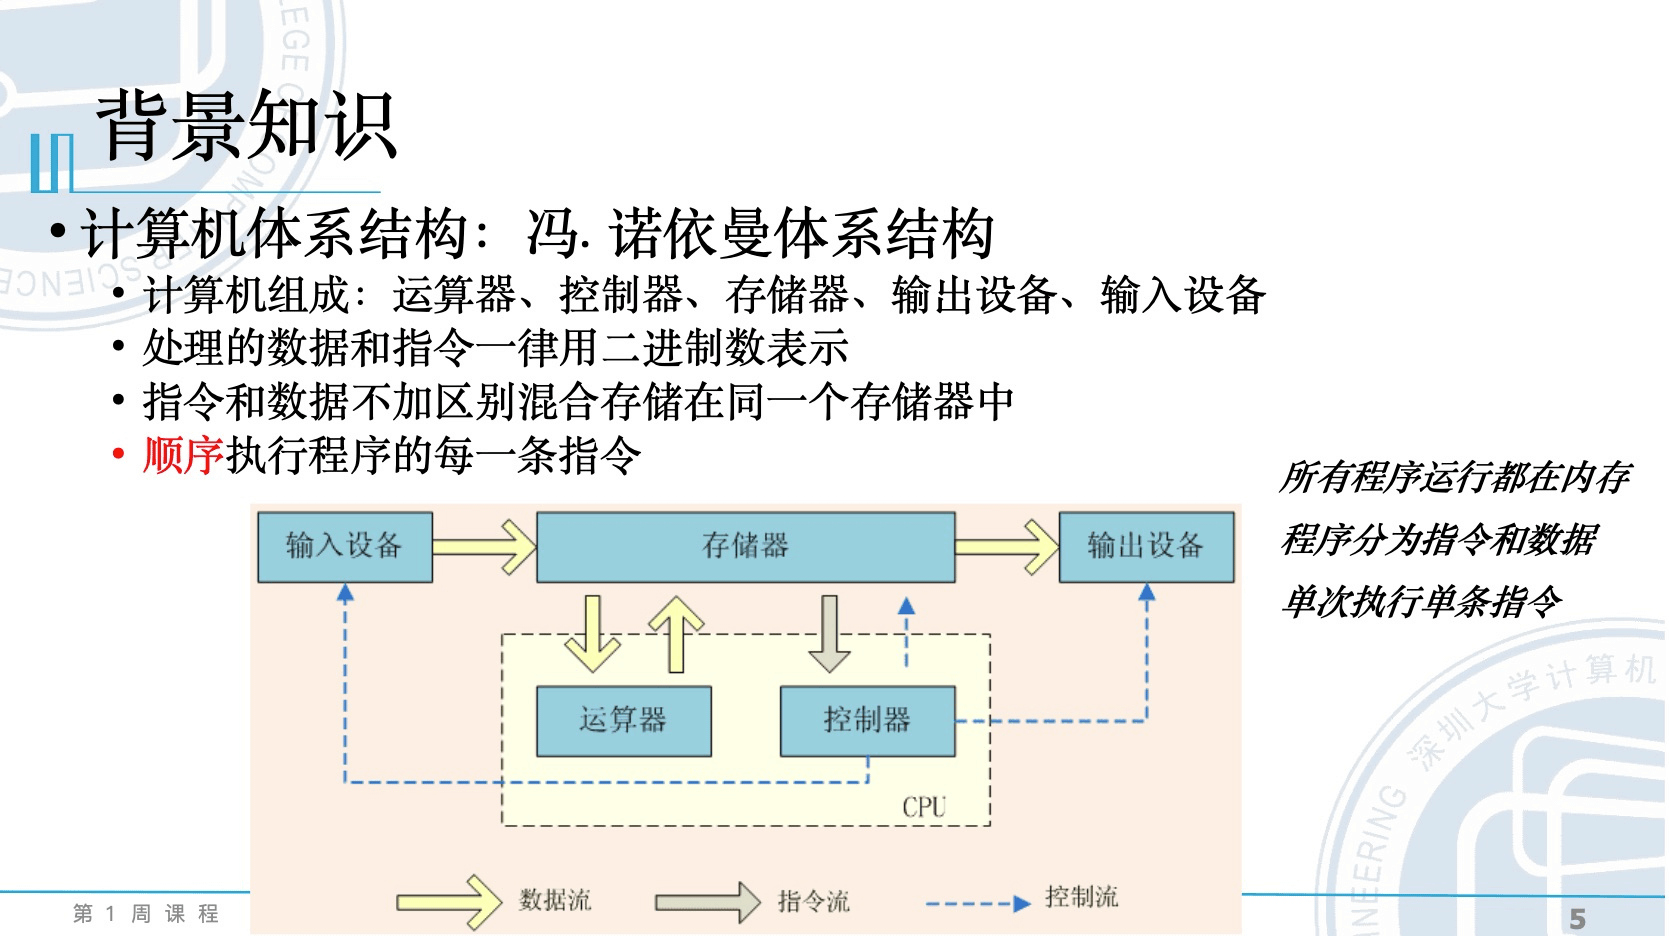 背景知识
• 计算机体系结构：冯. 诺依曼体系结构
• 计算机组成：运算器、控制器、存储器、输出设备、输入设备
• 处理的数据和指令一律用二进制数表示
• 指令和数据不加区别混合存储在同一个存储器中
• 顺序执行程序的每一条指令
所有程序运行都在内存
程序分为指令和数据
单次执行单条指令
输入设备
存储器
输出设备
运算器
控制器
CPU
数据流
指令流
控制流
深圳大学计算机
第 1 周 课 程
5